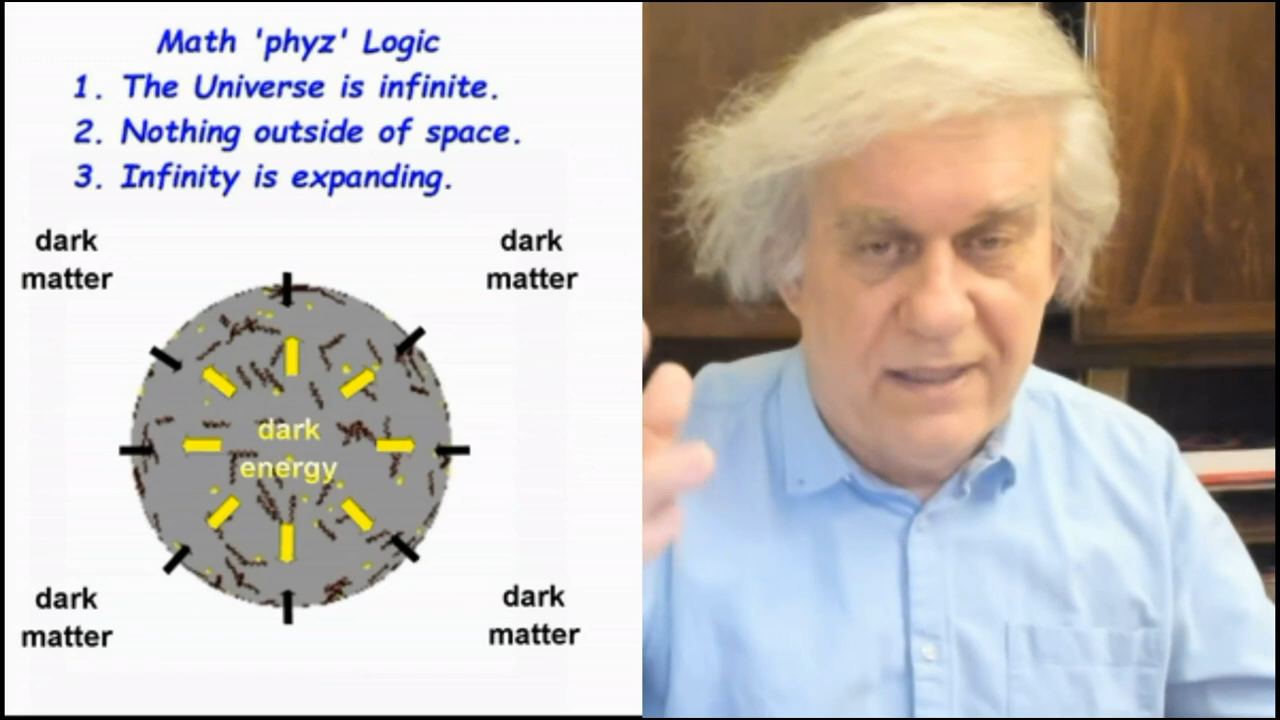 Math 'phyz' Logic
1. The Universe is infinite.
2. Nothing outside of space.
3. Infinity is expanding.
dark
matter
dark
matter
dark
energy
dark
matter
dark
matter